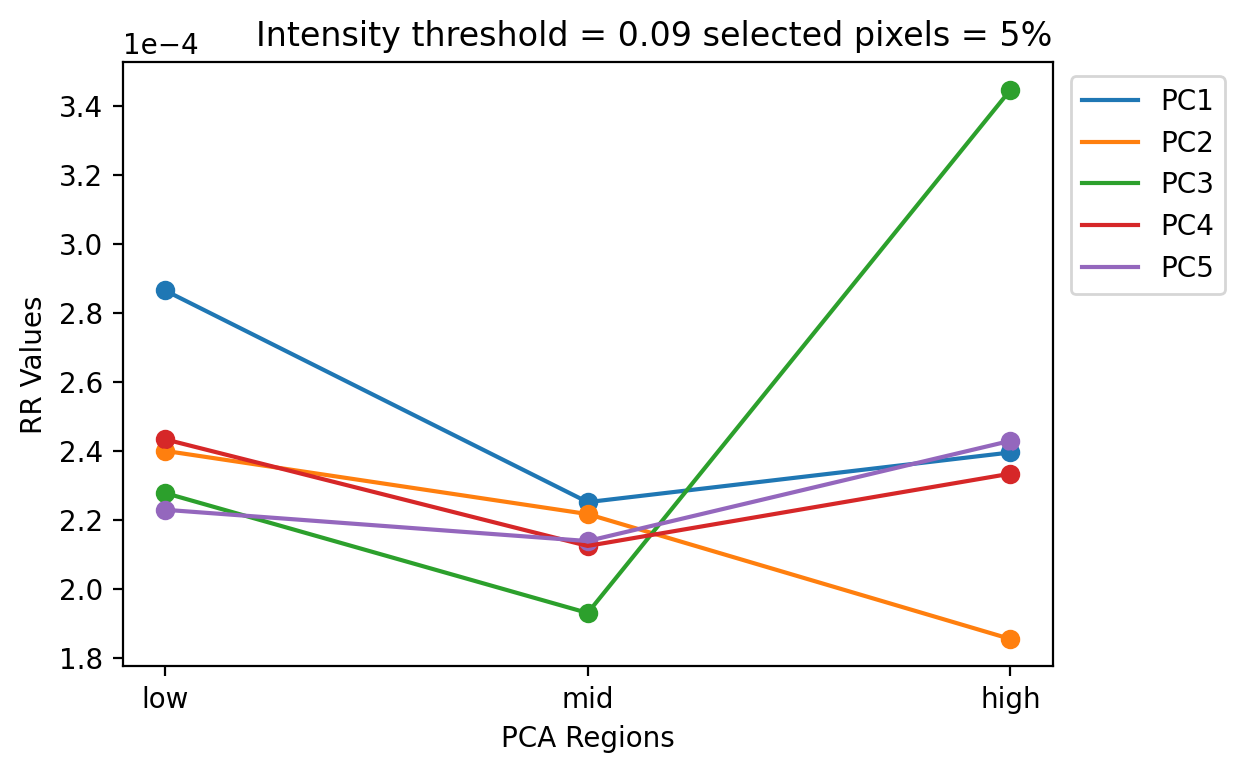 Intensity threshold = 0.09 selected pixels = 5%
1e−4
3.4
3.2
3.0
2.8
2.6
2.4
2.2
2.0
1.8
RR Values
low mid high
PCA Regions
PC1
PC2
PC3
PC4
PC5